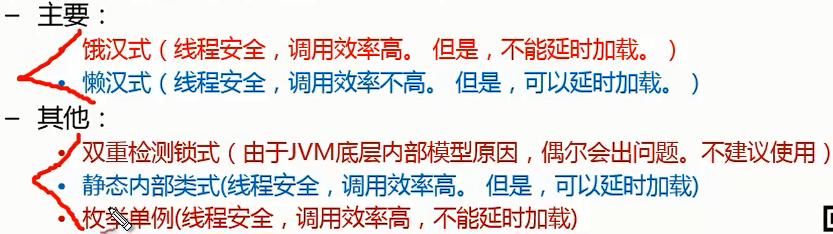 – 主要：
饿汉式（线程安全，调用效率高。 但是，不能延时加载。）
• 懒汉式（线程安全，调用效率不高。 但是，可以延时加载。）
– 其他：
• 双重检测锁式（由于JVM底层内部模型原因，偶尔会出问题。不建议使用）
• 静态内部类式(线程安全，调用效率高。 但是，可以延时加载)
• 枚举单例(线程安全，调用效率高，不能延时加载)